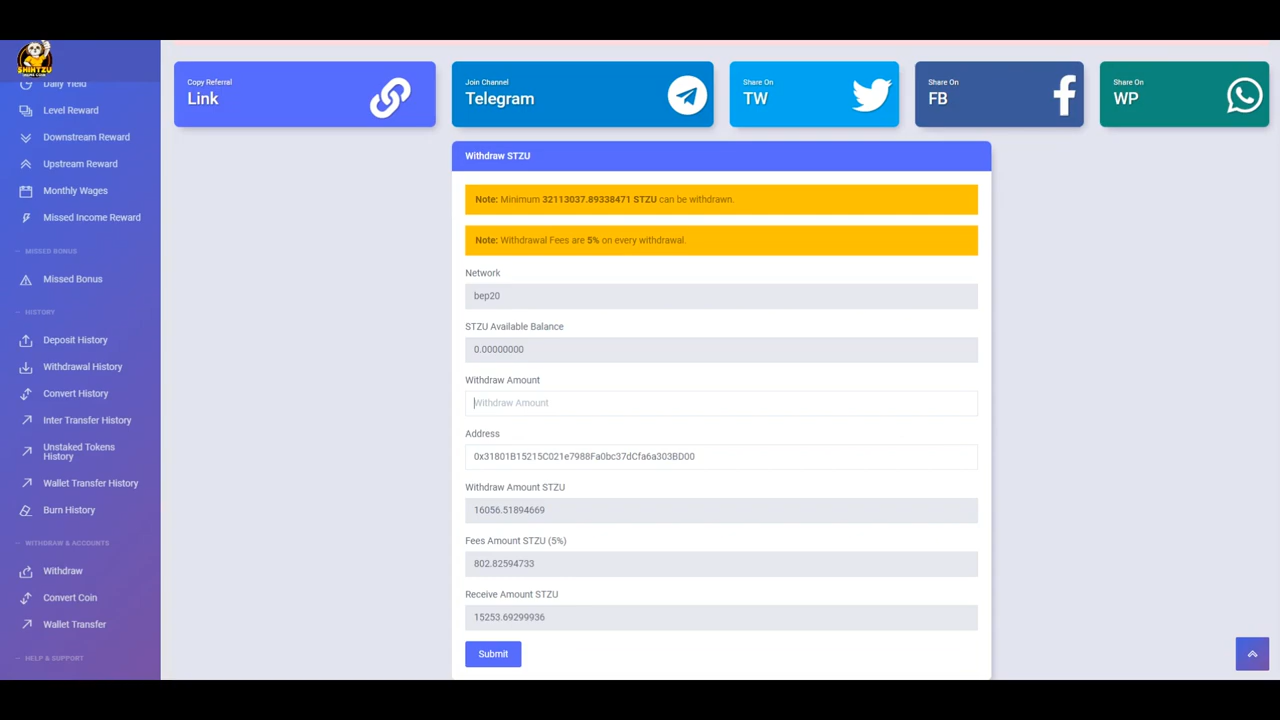 SHIHTZU
Daily Yield
Level Reward
Downstream Reward
Upstream Reward
Monthly Wages
Missed Income Reward
MISSED BONUS
Missed Bonus
HISTORY
Deposit History
Withdrawal History
Convert History
Inter Transfer History
Unstaked Tokens
History
Wallet Transfer History
Burn History
WITHDRAW & ACCOUNTS
Withdraw
Convert Coin
Wallet Transfer
HELP & SUPPORT
Copy Referral
Link
Join Channel
Telegram
Share On
TW
Share On
FB
Share On
WP
Withdraw STZU
Note: Minimum 32113037.89338471 STZU can be withdrawn.
Note: Withdrawal Fees are 5% on every withdrawal.
Network
bep20
STZU Available Balance
0.00000000
Withdraw Amount
Withdraw Amount
Address
0x31801B15215C021e7988Fa0bc37dCfa6a303BD00
Withdraw Amount STZU
16056.51894669
Fees Amount STZU (5%)
802.82594733
Receive Amount STZU
15253.69299936
Submit